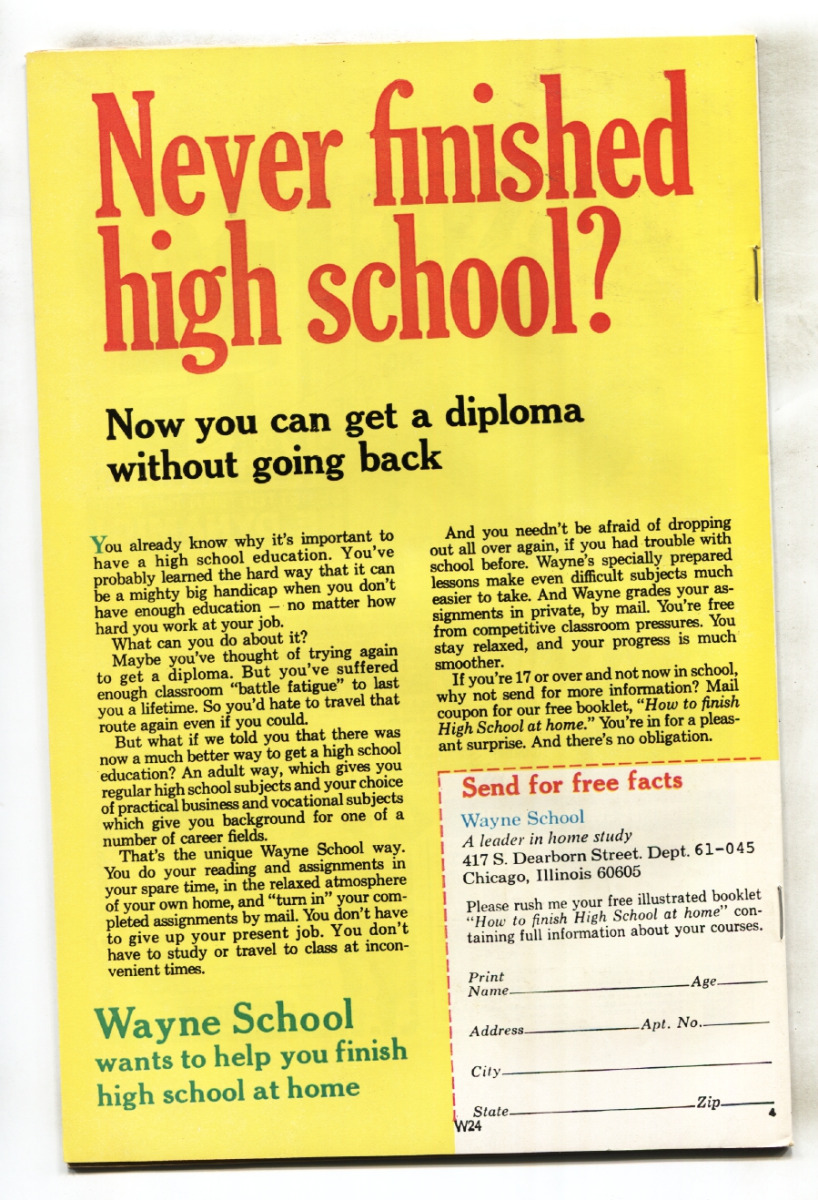 Never finished
high school?
Now you can get a diploma
without going back
You already know why it's important to
have a high school education. You've
probably learned the hard way that it can
be a mighty big handicap when you don't
have enough education – no matter how
hard you work at your job.
What can you do about it?
Maybe you've thought of trying again
to get a diploma. But you've suffered
enough classroom "battle fatigue" to last
you a lifetime. So you'd hate to travel that
route again even if you could.
But what if we told you that there was
now a much better way to get a high school
education? An adult way, which gives you
regular high school subjects and your choice
of practical business and vocational subjects
which give you background for one of a
number of career fields.
That's the unique Wayne School way.
You do your reading and assignments in
your spare time, in the relaxed atmosphere
of your own home, and "turn in" your com-
pleted assignments by mail. You don't have
to give up your present job. You don't
have to study or travel to class at incon-
venient times.
Wayne School
wants to help you finish
high school at home
And you needn't be afraid of dropping
out all over again, if you had trouble with
school before. Wayne's specially prepared
lessons make even difficult subjects much
easier to take. And Wayne grades your as-
signments in private, by mail. You're free
from competitive classroom pressures. You
stay relaxed, and your progress is much
smoother.
If you're 17 or over and not now in school,
why not send for more information? Mail
coupon for our free booklet, "How to finish
High School at home." You're in for a pleas-
ant surprise. And there's no obligation.
Send for free facts
Wayne School
A leader in home study
417 S. Dearborn Street. Dept. 61-045
Chicago, Illinois 60605
Please rush me your free illustrated booklet
"How to finish High School at home" con-
taining full information about your courses.
Print
Name Age
Address Apt. No.
City
State Zip
W24 4